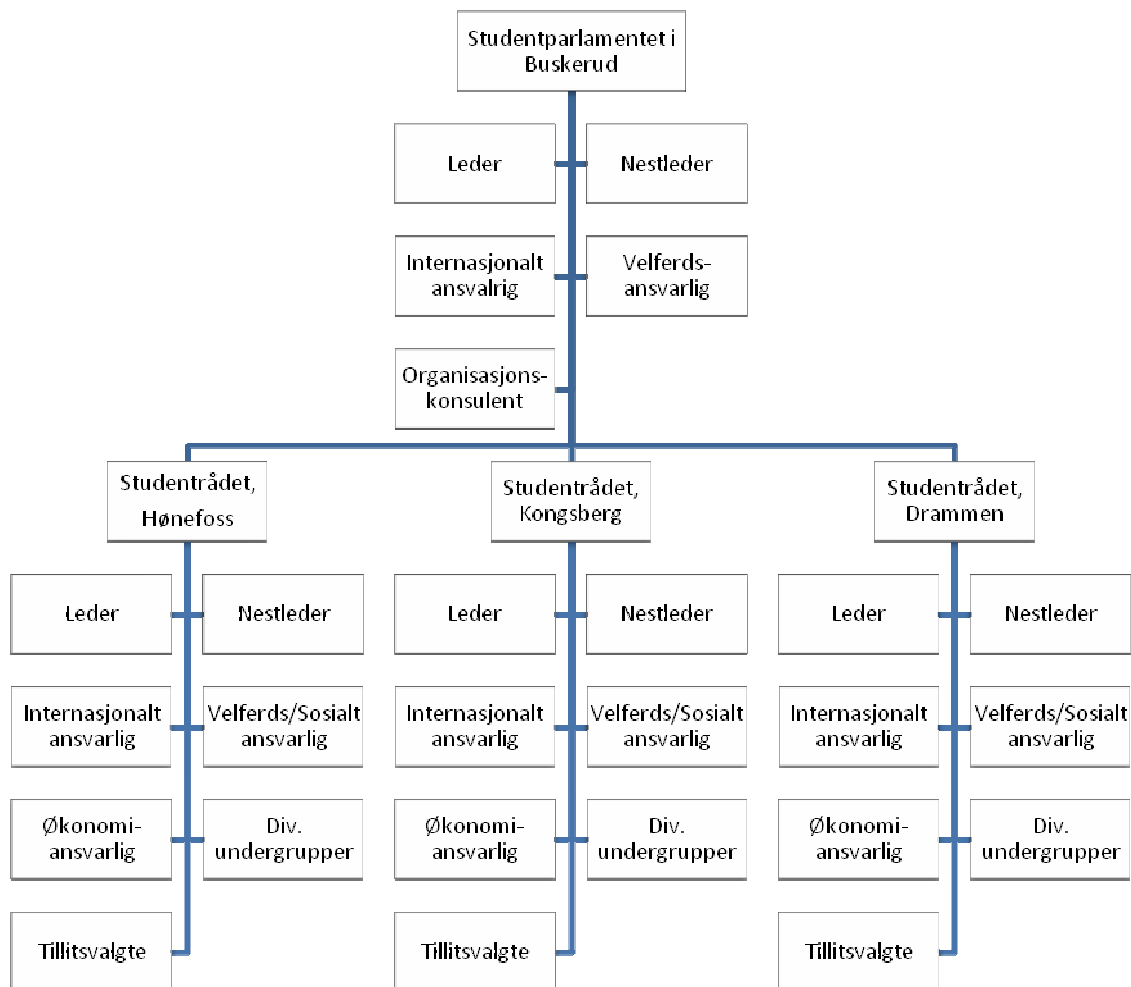 Studentparlamentet i
Buskerud
Leder
Nestleder
Internasjonalt
ansvalrig
Velferds-
ansvarlig
Organisasjons-
konsulent
Studentrådet,
Hønefoss
Studentrådet,
Kongsberg
Studentrådet,
Drammen
Leder
Nestleder
Leder
Nestleder
Leder
Nestleder
Internasjonalt
ansvarlig
Velferds/Sosialt
ansvarlig
Internasjonalt
ansvarlig
Velferds/Sosialt
ansvarlig
Internasjonalt
ansvarlig
Velferds/Sosialt
ansvarlig
Økonomi-
ansvarlig
Div.
undergrupper
Økonomi-
ansvarlig
Div.
undergrupper
Økonomi-
ansvarlig
Div.
undergrupper
Tillitsvalgte
Tillitsvalgte
Tillitsvalgte